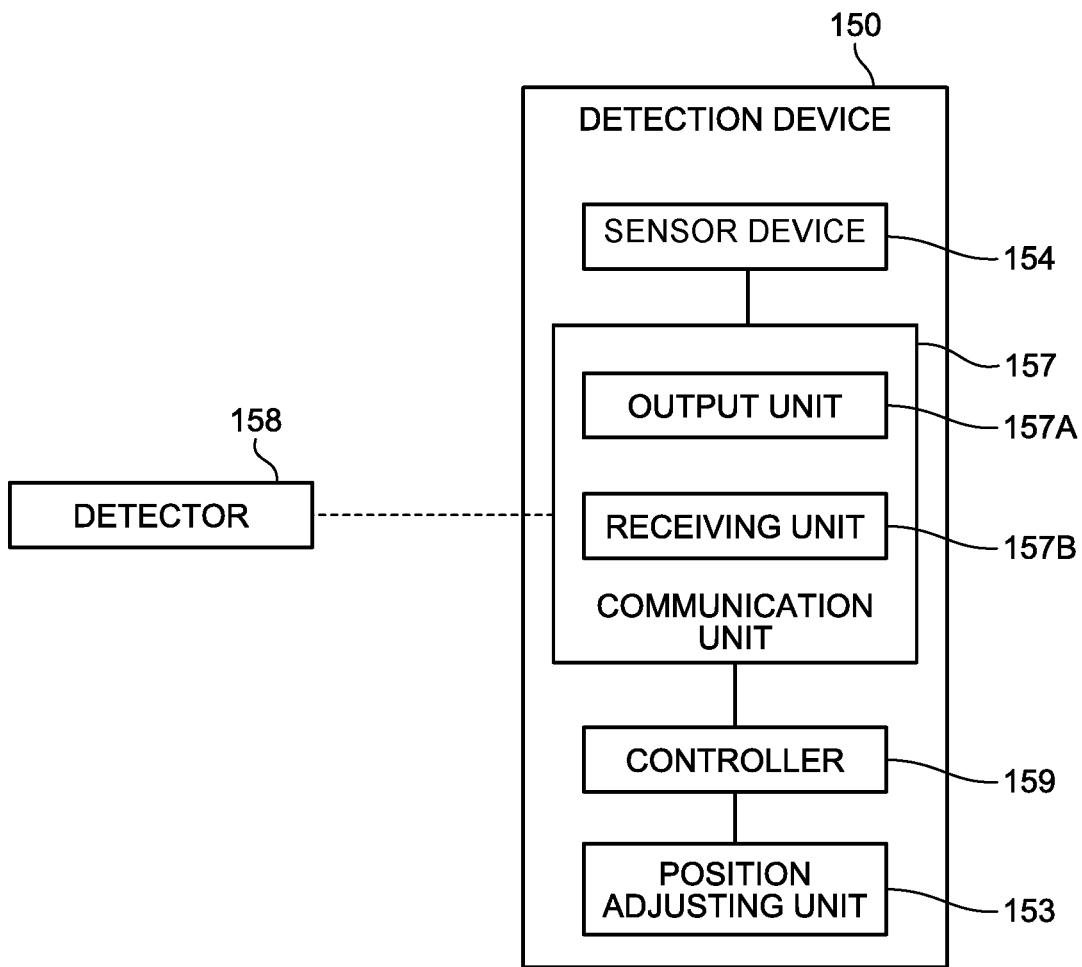 150
DETECTION DEVICE
SENSOR DEVICE
154
157
OUTPUT UNIT
157A
158
DETECTOR
RECEIVING UNIT
157B
COMMUNICATION
UNIT
CONTROLLER
159
POSITION
ADJUSTING UNIT
153